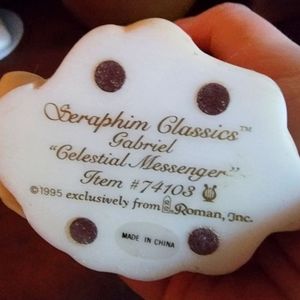 Seraphim Classics™
Gabriel
"Celestial Messenger"
Item #74103
©1995 exclusively from Roman, Inc.
MADE IN CHINA